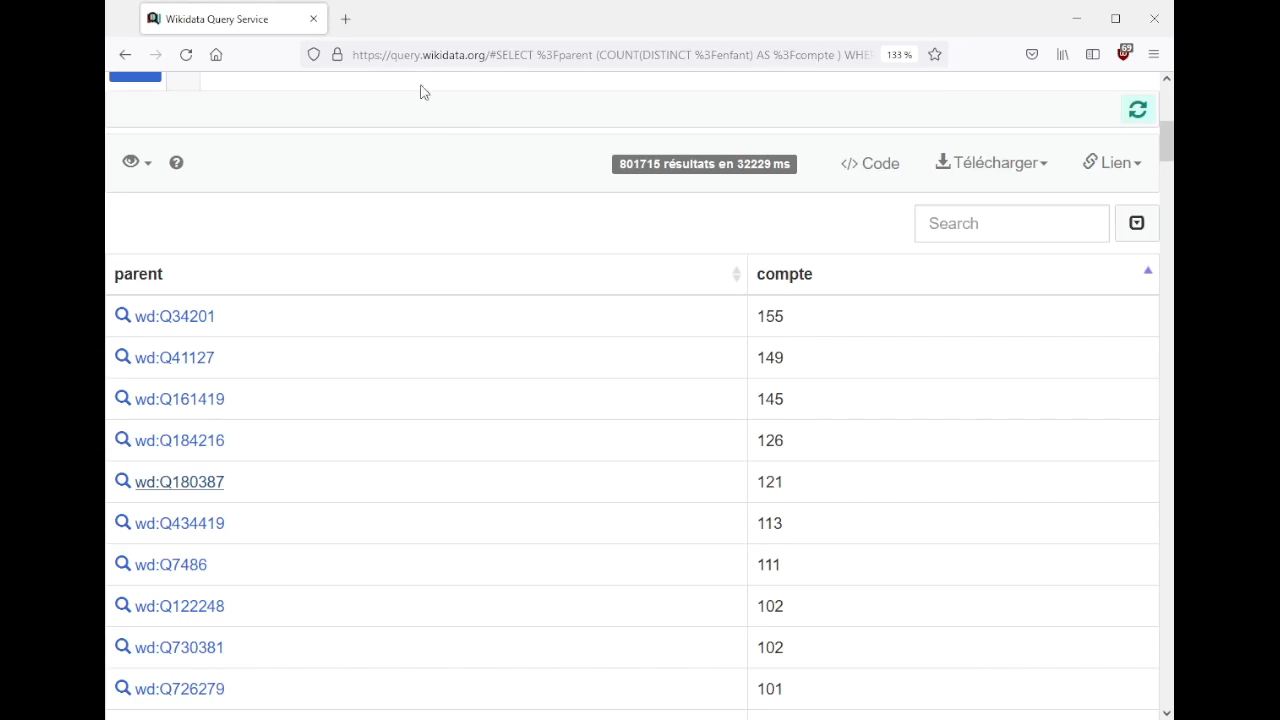 Wikidata Query Service
https://query.wikidata.org/#SELECT %3Fparent (COUNT(DISTINCT %3Fenfant) AS %3Fcompte ) WHE
133 %
69
801715 résultats en 32229 ms
</> Code
Télécharger
Lien
Search
parent compte
wd:Q34201 155
wd:Q41127 149
wd:Q161419 145
wd:Q184216 126
wd:Q180387 121
wd:Q434419 113
wd:Q7486 111
wd:Q122248 102
wd:Q730381 102
wd:Q726279 101